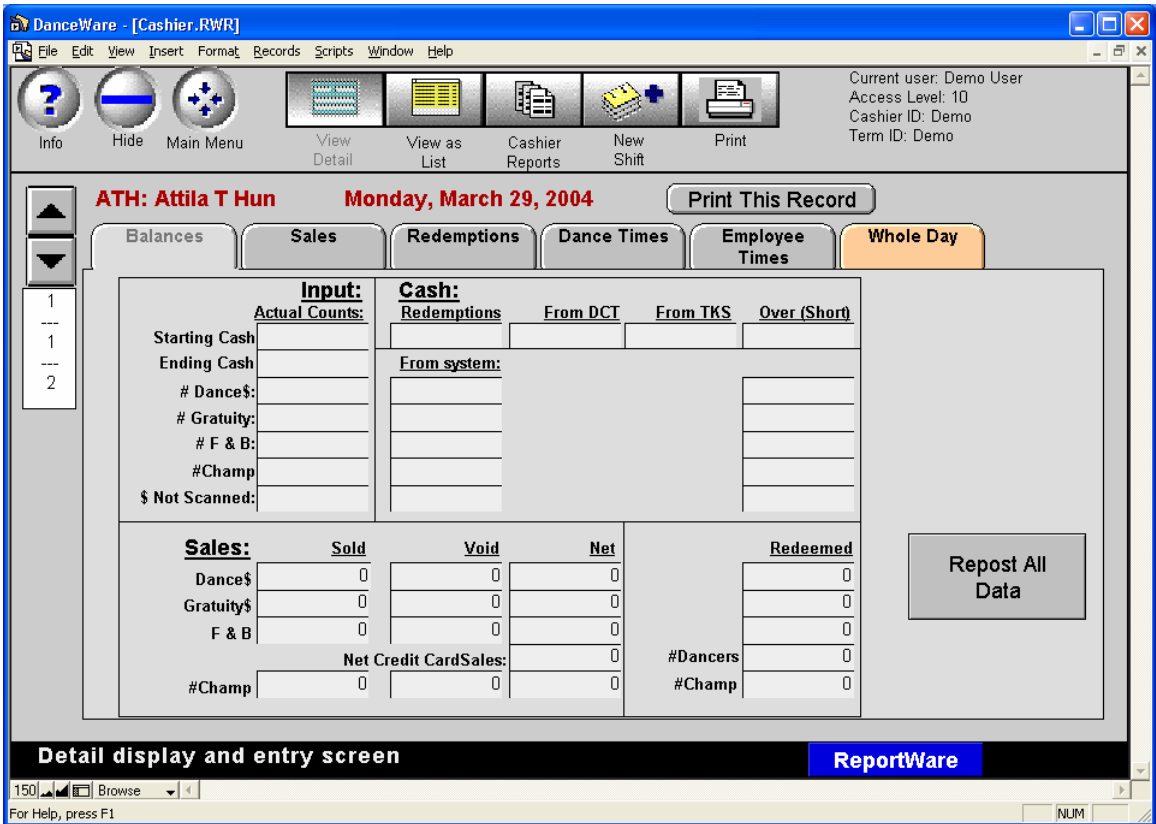 DanceWare - [Cashier.RWR]
File Edit View Insert Format Records Scripts Window Help
Info Hide Main Menu View Detail View as List Cashier Reports New Shift Print
Current user: Demo User
Access Level: 10
Cashier ID: Demo
Term ID: Demo
ATH: Attila T Hun Monday, March 29, 2004 Print This Record
Balances Sales Redemptions Dance Times Employee Times Whole Day
1
---
1
---
2
Input: Cash:
Actual Counts: Redemptions From DCT From TKS Over (Short)
Starting Cash
Ending Cash From system:
# Dance$:
# Gratuity:
# F & B:
#Champ
$ Not Scanned:
Sales: Sold Void Net Redeemed
Dance$ 0 0 0 0
Gratuity$ 0 0 0 0
F & B 0 0 0 0
Net Credit CardSales: 0 #Dancers 0
#Champ 0 0 0 #Champ 0
Repost All
Data
Detail display and entry screen ReportWare
150 Browse
For Help, press F1 NUM